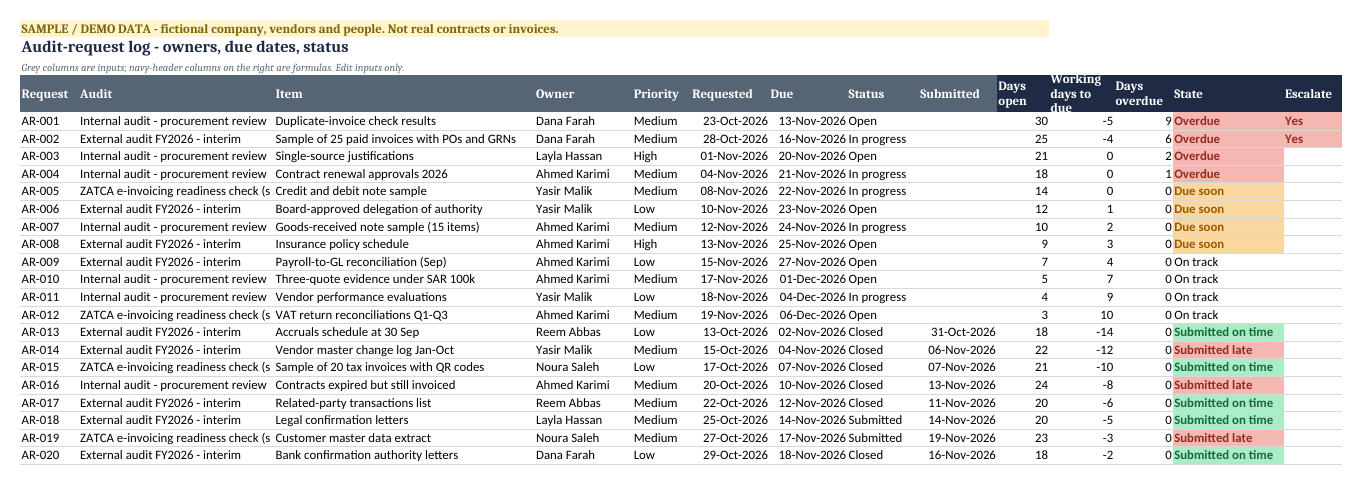 SAMPLE / DEMO DATA - fictional company, vendors and people. Not real contracts or invoices.
Audit-request log - owners, due dates, status
Grey columns are inputs; navy-header columns on the right are formulas. Edit inputs only.
Request Audit Item Owner Priority Requested Due Status Submitted Days open Working days to due Days overdue State Escalate
AR-001 Internal audit - procurement review Duplicate-invoice check results Dana Farah Medium 23-Oct-2026 13-Nov-2026 Open 30 -5 9 Overdue Yes
AR-002 External audit FY2026 - interim Sample of 25 paid invoices with POs and GRNs Dana Farah Medium 28-Oct-2026 16-Nov-2026 In progress 25 -4 6 Overdue Yes
AR-003 Internal audit - procurement review Single-source justifications Layla Hassan High 01-Nov-2026 20-Nov-2026 Open 21 0 2 Overdue
AR-004 Internal audit - procurement review Contract renewal approvals 2026 Ahmed Karimi Medium 04-Nov-2026 21-Nov-2026 In progress 18 0 1 Overdue
AR-005 ZATCA e-invoicing readiness check (s Credit and debit note sample Yasir Malik Medium 08-Nov-2026 22-Nov-2026 In progress 14 0 0 Due soon
AR-006 External audit FY2026 - interim Board-approved delegation of authority Yasir Malik Low 10-Nov-2026 23-Nov-2026 Open 12 1 0 Due soon
AR-007 Internal audit - procurement review Goods-received note sample (15 items) Ahmed Karimi Medium 12-Nov-2026 24-Nov-2026 In progress 10 2 0 Due soon
AR-008 External audit FY2026 - interim Insurance policy schedule Ahmed Karimi High 13-Nov-2026 25-Nov-2026 Open 9 3 0 Due soon
AR-009 External audit FY2026 - interim Payroll-to-GL reconciliation (Sep) Ahmed Karimi Low 15-Nov-2026 27-Nov-2026 Open 7 4 0 On track
AR-010 Internal audit - procurement review Three-quote evidence under SAR 100k Ahmed Karimi Medium 17-Nov-2026 01-Dec-2026 Open 5 7 0 On track
AR-011 Internal audit - procurement review Vendor performance evaluations Yasir Malik Low 18-Nov-2026 04-Dec-2026 In progress 4 9 0 On track
AR-012 ZATCA e-invoicing readiness check (s VAT return reconciliations Q1-Q3 Ahmed Karimi Medium 19-Nov-2026 06-Dec-2026 Open 3 10 0 On track
AR-013 External audit FY2026 - interim Accruals schedule at 30 Sep Reem Abbas Low 13-Oct-2026 02-Nov-2026 Closed 31-Oct-2026 18 -14 0 Submitted on time
AR-014 External audit FY2026 - interim Vendor master change log Jan-Oct Yasir Malik Medium 15-Oct-2026 04-Nov-2026 Closed 06-Nov-2026 22 -12 0 Submitted late
AR-015 ZATCA e-invoicing readiness check (s Sample of 20 tax invoices with QR codes Noura Saleh Low 17-Oct-2026 07-Nov-2026 Closed 07-Nov-2026 21 -10 0 Submitted on time
AR-016 Internal audit - procurement review Contracts expired but still invoiced Ahmed Karimi Medium 20-Oct-2026 10-Nov-2026 Closed 13-Nov-2026 24 -8 0 Submitted late
AR-017 External audit FY2026 - interim Related-party transactions list Reem Abbas Medium 22-Oct-2026 12-Nov-2026 Closed 11-Nov-2026 20 -6 0 Submitted on time
AR-018 External audit FY2026 - interim Legal confirmation letters Layla Hassan Medium 25-Oct-2026 14-Nov-2026 Submitted 14-Nov-2026 20 -5 0 Submitted on time
AR-019 ZATCA e-invoicing readiness check (s Customer master data extract Noura Saleh Medium 27-Oct-2026 17-Nov-2026 Submitted 19-Nov-2026 23 -3 0 Submitted late
AR-020 External audit FY2026 - interim Bank confirmation authority letters Dana Farah Low 29-Oct-2026 18-Nov-2026 Closed 16-Nov-2026 18 -2 0 Submitted on time